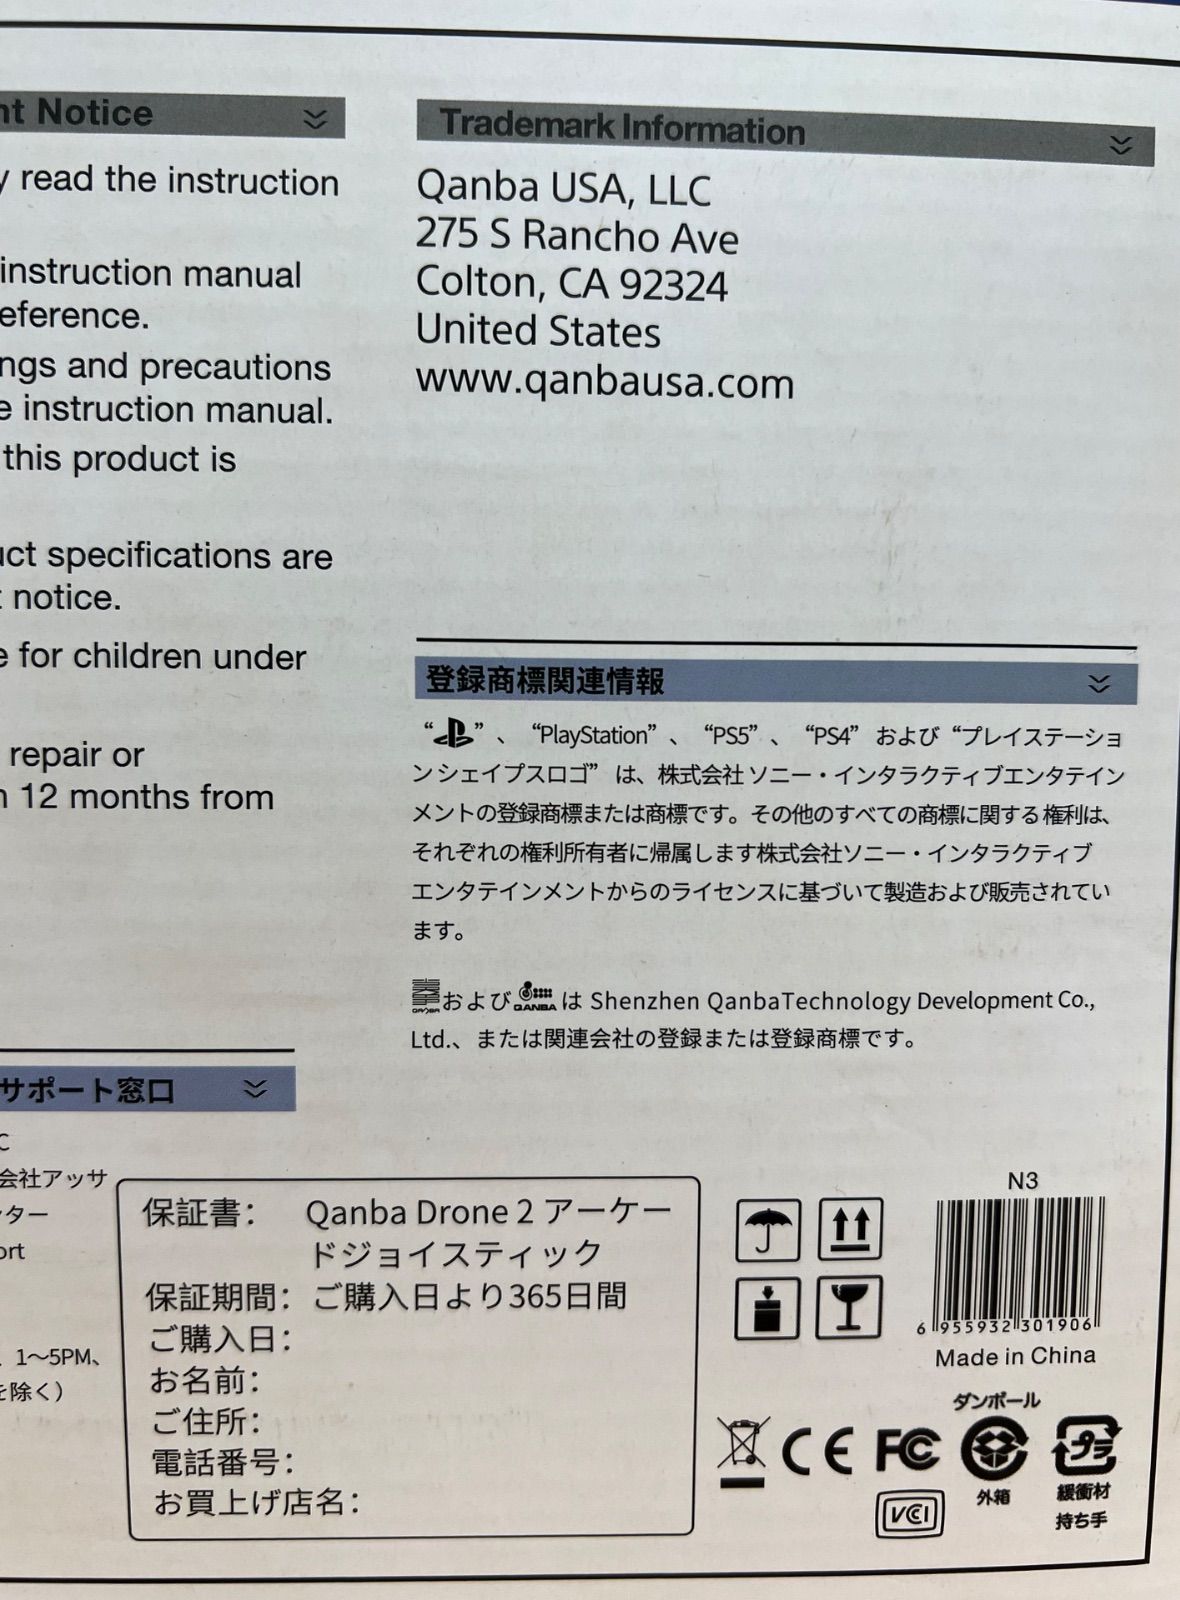 nt Notice
y read the instruction
instruction manual
eference.
ngs and precautions
e instruction manual.
this product is
uct specifications are
t notice.
e for children under
repair or
n 12 months from
Trademark Information
Qanba USA, LLC
275 S Rancho Ave
Colton, CA 92324
United States
www.qanbausa.com
登録商標関連情報
“ ”、“PlayStation”、“PS5”、“PS4” および“プレイステーショ
ンシェイプスロゴ” は、株式会社 ソニー・インタラクティブエンタテイン
メントの登録商標または商標です。その他のすべての商標に関する 権利は、
それぞれの権利所有者に帰属します株式会社ソニー・インタラクティブ
エンタテインメントからのライセンスに基づいて製造および販売されてい
ます。
QANBA および QANBA は Shenzhen QanbaTechnology Development Co.,
Ltd.、または関連会社の登録または登録商標です。
サポート窓口
C
会社アッサ
ター
ort
、1～5PM、
を除く）
保証書： Qanba Drone 2 アーケー
ドジョイスティック
保証期間：ご購入日より365日間
ご購入日：
お名前：
ご住所：
電話番号：
お買上げ店名：
N3
6 955932 301906
Made in China
ダンボール
CE FC プラ
外箱
緩衝材
持ち手
VCCI